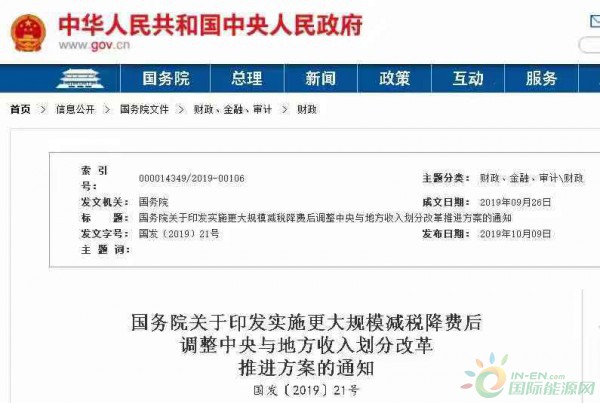 中华人民共和国中央人民政府
www.gov.cn
国务院 总理 新闻 政策 互动 服务
首页 > 信息公开 > 国务院文件 > 财政、金融、审计 > 财政
索 引 号: 000014349/2019-00106 主题分类: 财政、金融、审计\财政
发文机关: 国务院 成文日期: 2019年09月26日
标 题: 国务院关于印发实施更大规模减税降费后调整中央与地方收入划分改革推进方案的通知
发文字号: 国发〔2019〕21号 发布日期: 2019年10月09日
主 题 词:
国务院关于印发实施更大规模减税降费后
调整中央与地方收入划分改革
推进方案的通知
国发〔2019〕21号
IN-EN.com
国际能源网